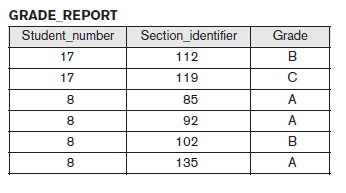 GRADE_REPORT
Student_number Section_identifier Grade
17 112 B
17 119 C
8 85 A
8 92 A
8 102 B
8 135 A